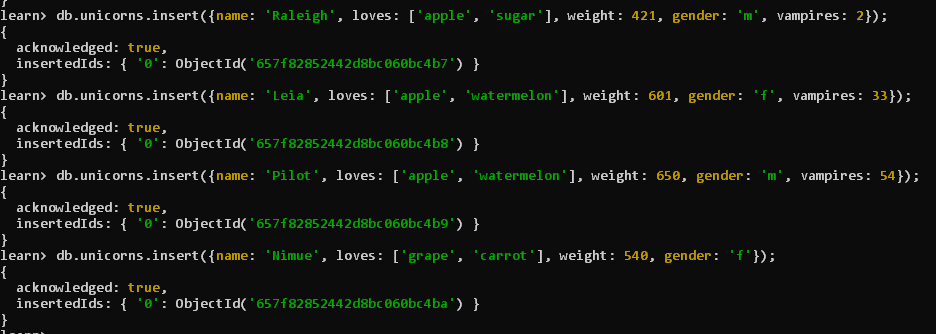 }
learn> db.unicorns.insert({name: 'Raleigh', loves: ['apple', 'sugar'], weight: 421, gender: 'm', vampires: 2});
{
  acknowledged: true,
  insertedIds: { '0': ObjectId('657f82852442d8bc060bc4b7') }
}
learn> db.unicorns.insert({name: 'Leia', loves: ['apple', 'watermelon'], weight: 601, gender: 'f', vampires: 33});
{
  acknowledged: true,
  insertedIds: { '0': ObjectId('657f82852442d8bc060bc4b8') }
}
learn> db.unicorns.insert({name: 'Pilot', loves: ['apple', 'watermelon'], weight: 650, gender: 'm', vampires: 54});
{
  acknowledged: true,
  insertedIds: { '0': ObjectId('657f82852442d8bc060bc4b9') }
}
learn> db.unicorns.insert({name: 'Nimue', loves: ['grape', 'carrot'], weight: 540, gender: 'f'});
{
  acknowledged: true,
  insertedIds: { '0': ObjectId('657f82852442d8bc060bc4ba') }
}